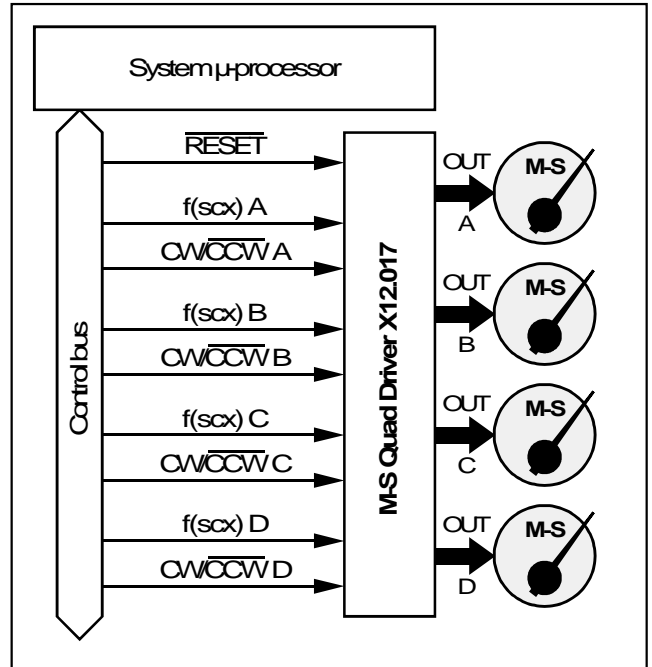 System µ-processor
RESET
f(scx) A
CW/CCW A
f(scx) B
CW/CCW B
f(scx) C
CW/CCW C
f(scx) D
CW/CCW D
Control bus
M-S Quad Driver X12.017
OUT
A
M-S
OUT
B
M-S
OUT
C
M-S
OUT
D
M-S